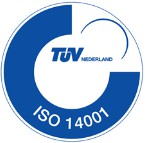 TÜV NEDERLAND
ISO 14001